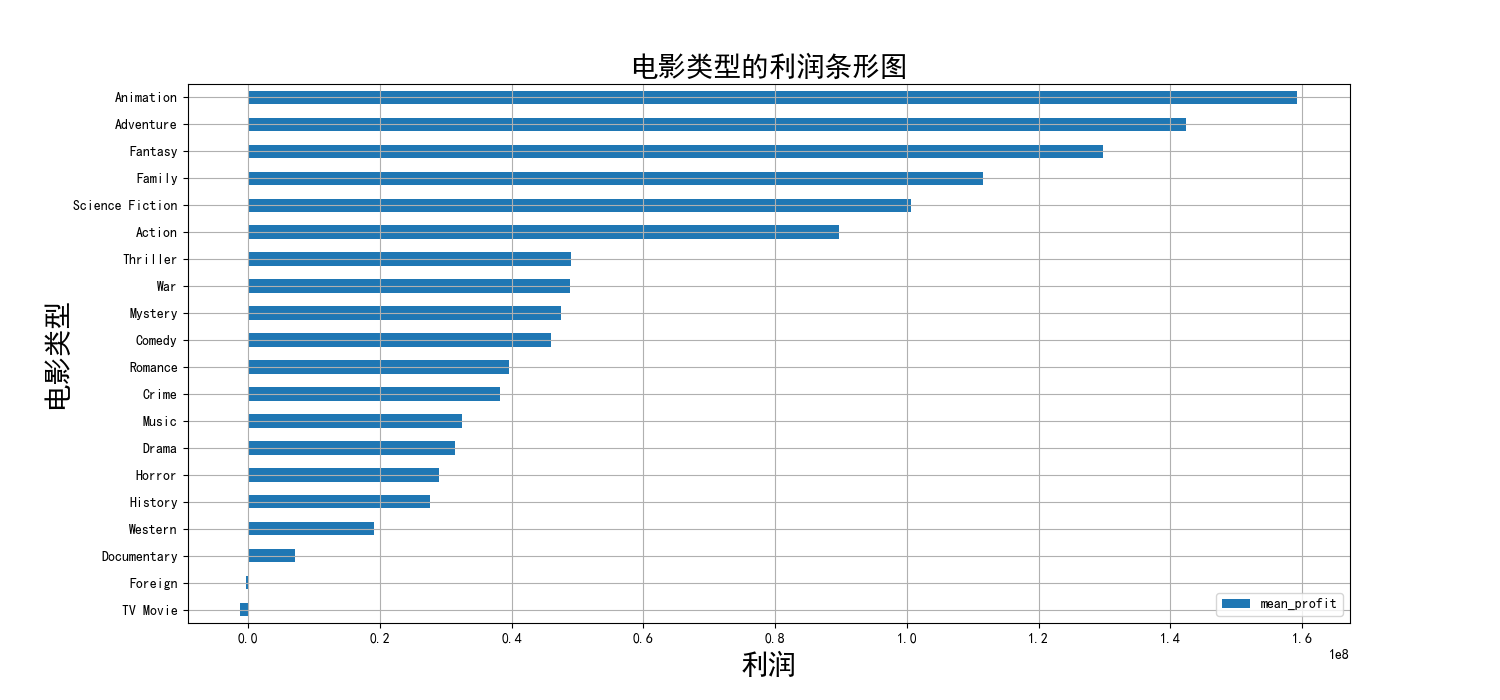 电影类型的利润条形图
电影类型
Animation
Adventure
Fantasy
Family
Science Fiction
Action
Thriller
War
Mystery
Comedy
Romance
Crime
Music
Drama
Horror
History
Western
Documentary
Foreign
TV Movie
mean_profit
0.0 0.2 0.4 0.6 0.8 1.0 1.2 1.4 1.6
1e8
利润